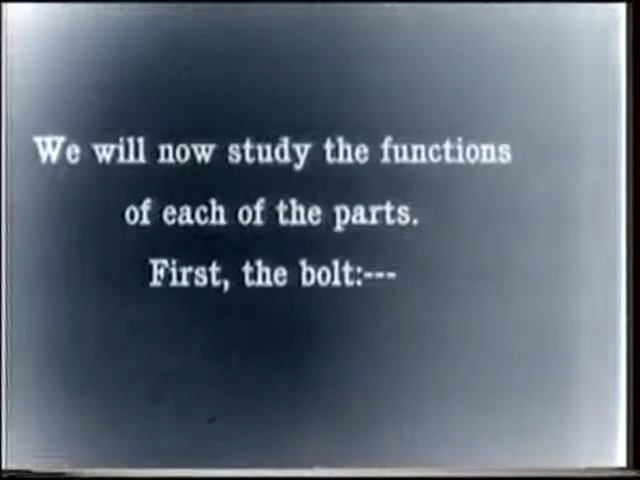 We will now study the functions
of each of the parts.
First, the bolt:---